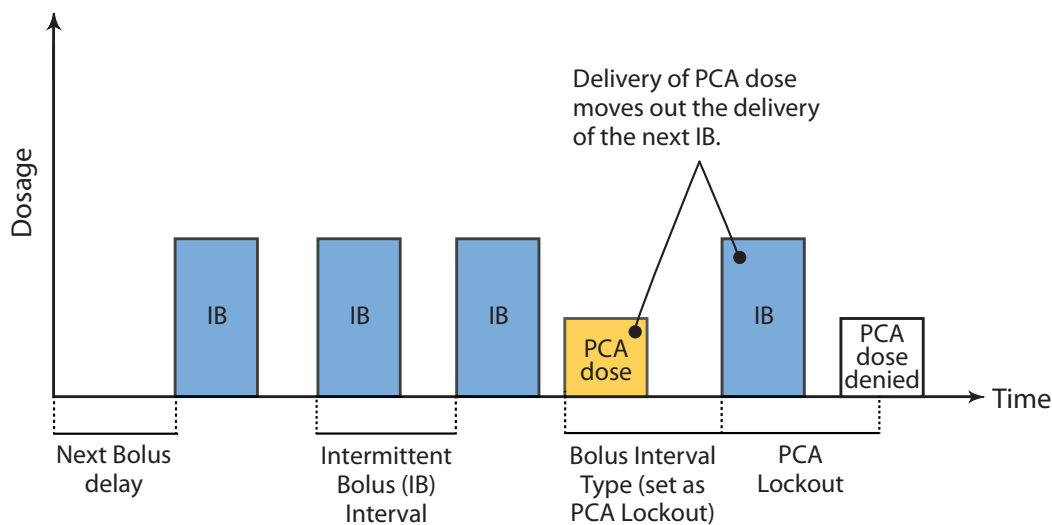 Delivery of PCA dose
moves out the delivery
of the next IB.
Dosage
IB
IB
IB
PCA
dose
IB
PCA
dose
denied
Time
Next Bolus
delay
Intermittent
Bolus (IB)
Interval
Bolus Interval
Type (set as
PCA Lockout)
PCA
Lockout